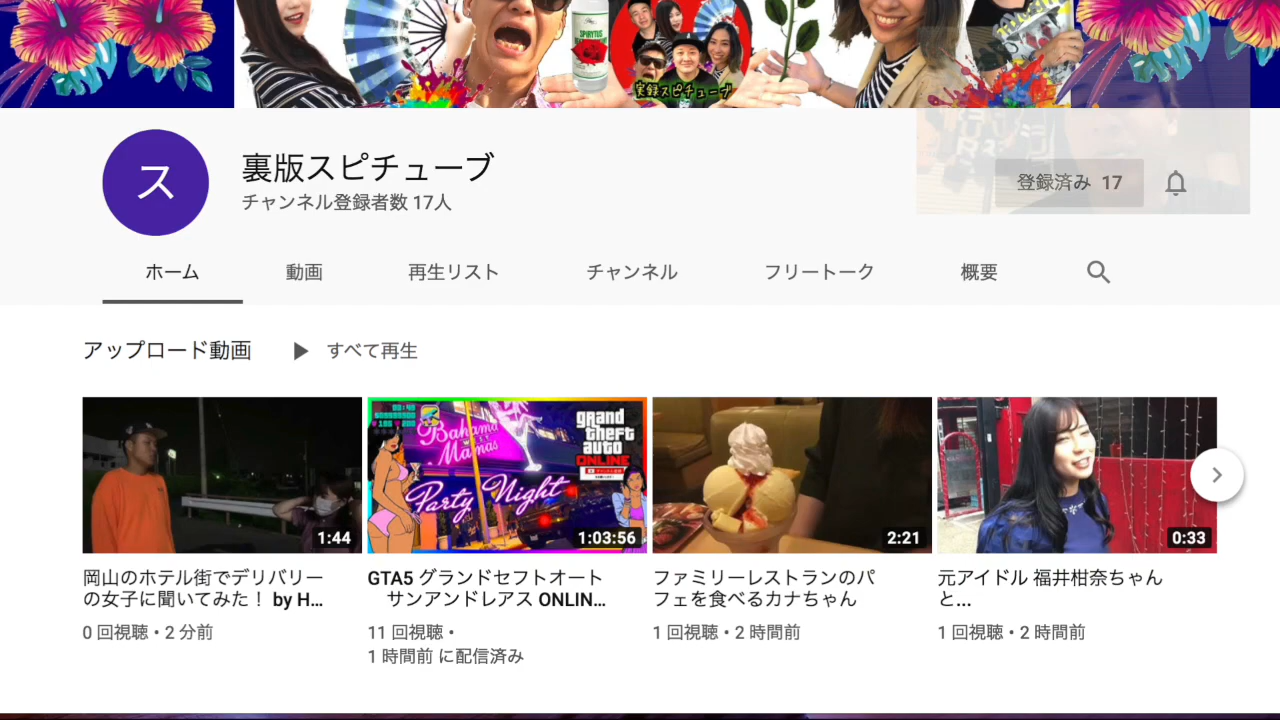 SPIRYTUS
実録スピチューブ
ス
裏版スピチューブ
チャンネル登録者数 17人
登録済み 17
ホーム
動画
再生リスト
チャンネル
フリートーク
概要
アップロード動画
すべて再生
1:44
Bahama
Mamas
Party Night
grand
theft
auto
ONLINE
1:03:56
2:21
0:33
岡山のホテル街でデリバリー
の女子に聞いてみた！ by H...
0 回視聴・2 分前
GTA5 グランドセフトオート
サンアンドレアス ONLIN...
11 回視聴・
1 時間前 に配信済み
ファミリーレストランのパ
フェを食べるカナちゃん
1 回視聴・2 時間前
元アイドル 福井柑奈ちゃん
と...
1 回視聴・2 時間前